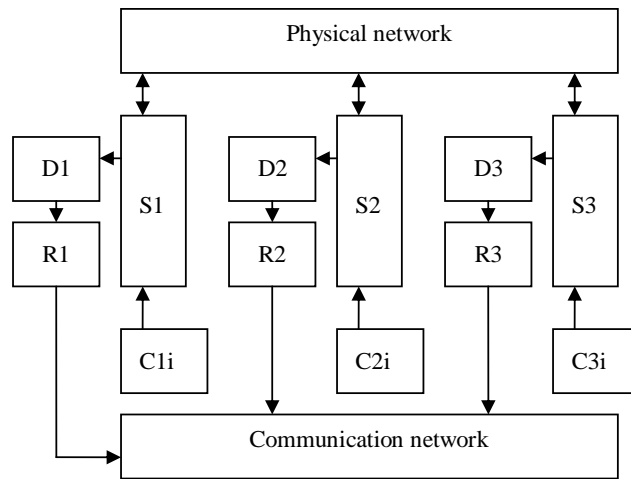 Physical network
D1
S1
D2
S2
D3
S3
R1
R2
R3
C1i
C2i
C3i
Communication network